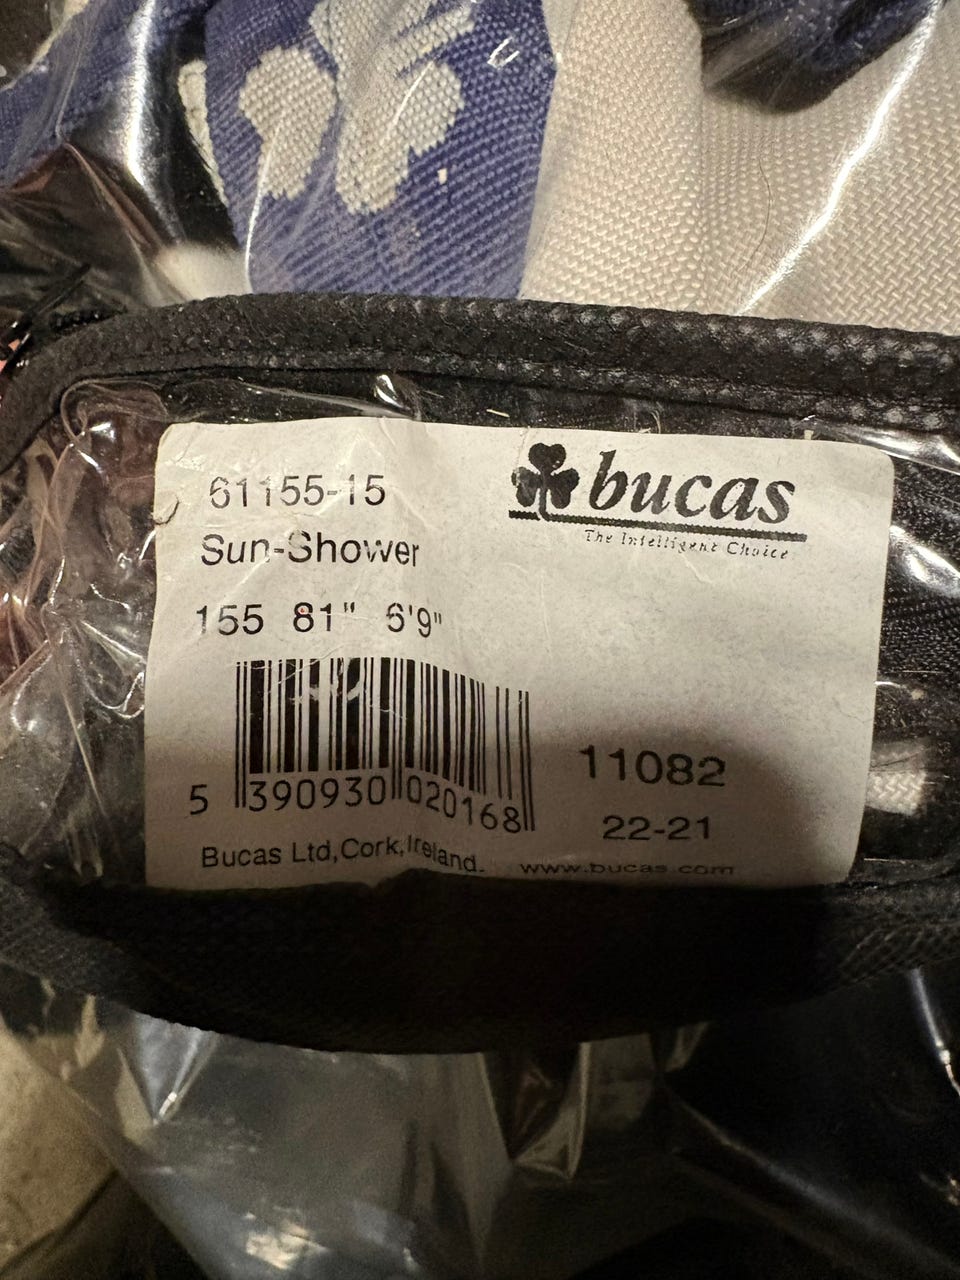 61155-15
bucas
The Intelligent Choice
Sun-Shower
155 81" 6'9"
5 390930 020168
11082
22-21
Bucas Ltd,Cork,Ireland.
www.bucas.com